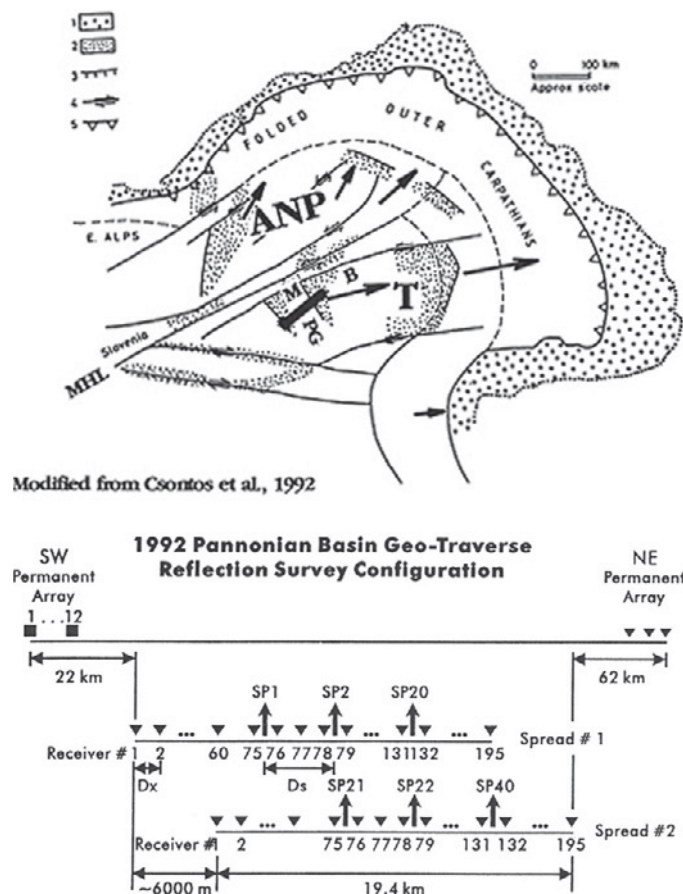 1
2
3
4
5
0 100 km
Approx scale
FOLDED OUTER CARPATHIANS
E. ALPS
ANP
M B
T
PG
Slovenia
MHL
Modified from Csontos et al., 1992
1992 Pannonian Basin Geo-Traverse
Reflection Survey Configuration
SW
Permanent
Array
1 ... 12
NE
Permanent
Array
22 km
62 km
SP1 SP2 SP20
Receiver # 1 2 ... 60 75 76 77 78 79 131 132 195
Spread # 1
Dx
Ds
SP21 SP22 SP40
Receiver #1 2 ... 75 76 77 78 79 131 132 195
Spread #2
~6000 m
19.4 km